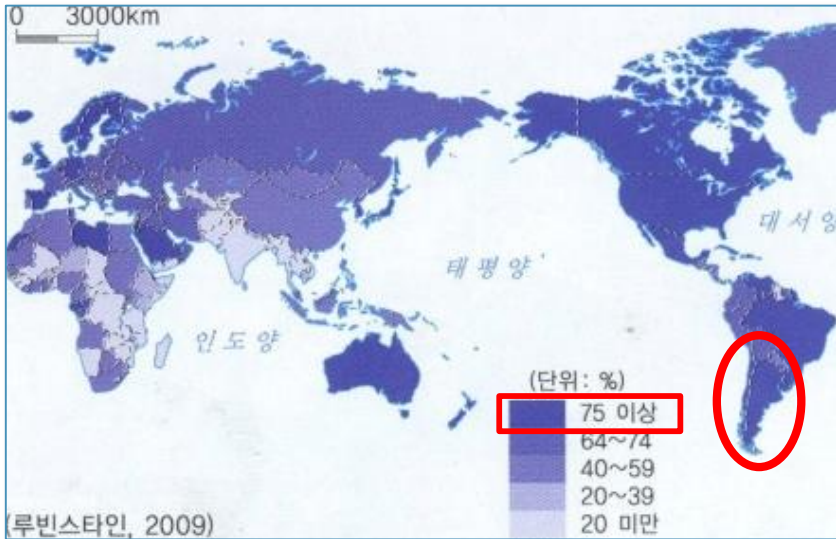 0 3000km
대서양
태평양
인도양
(단위: %)
75 이상
64~74
40~59
20~39
20 미만
(루빈스타인, 2009)